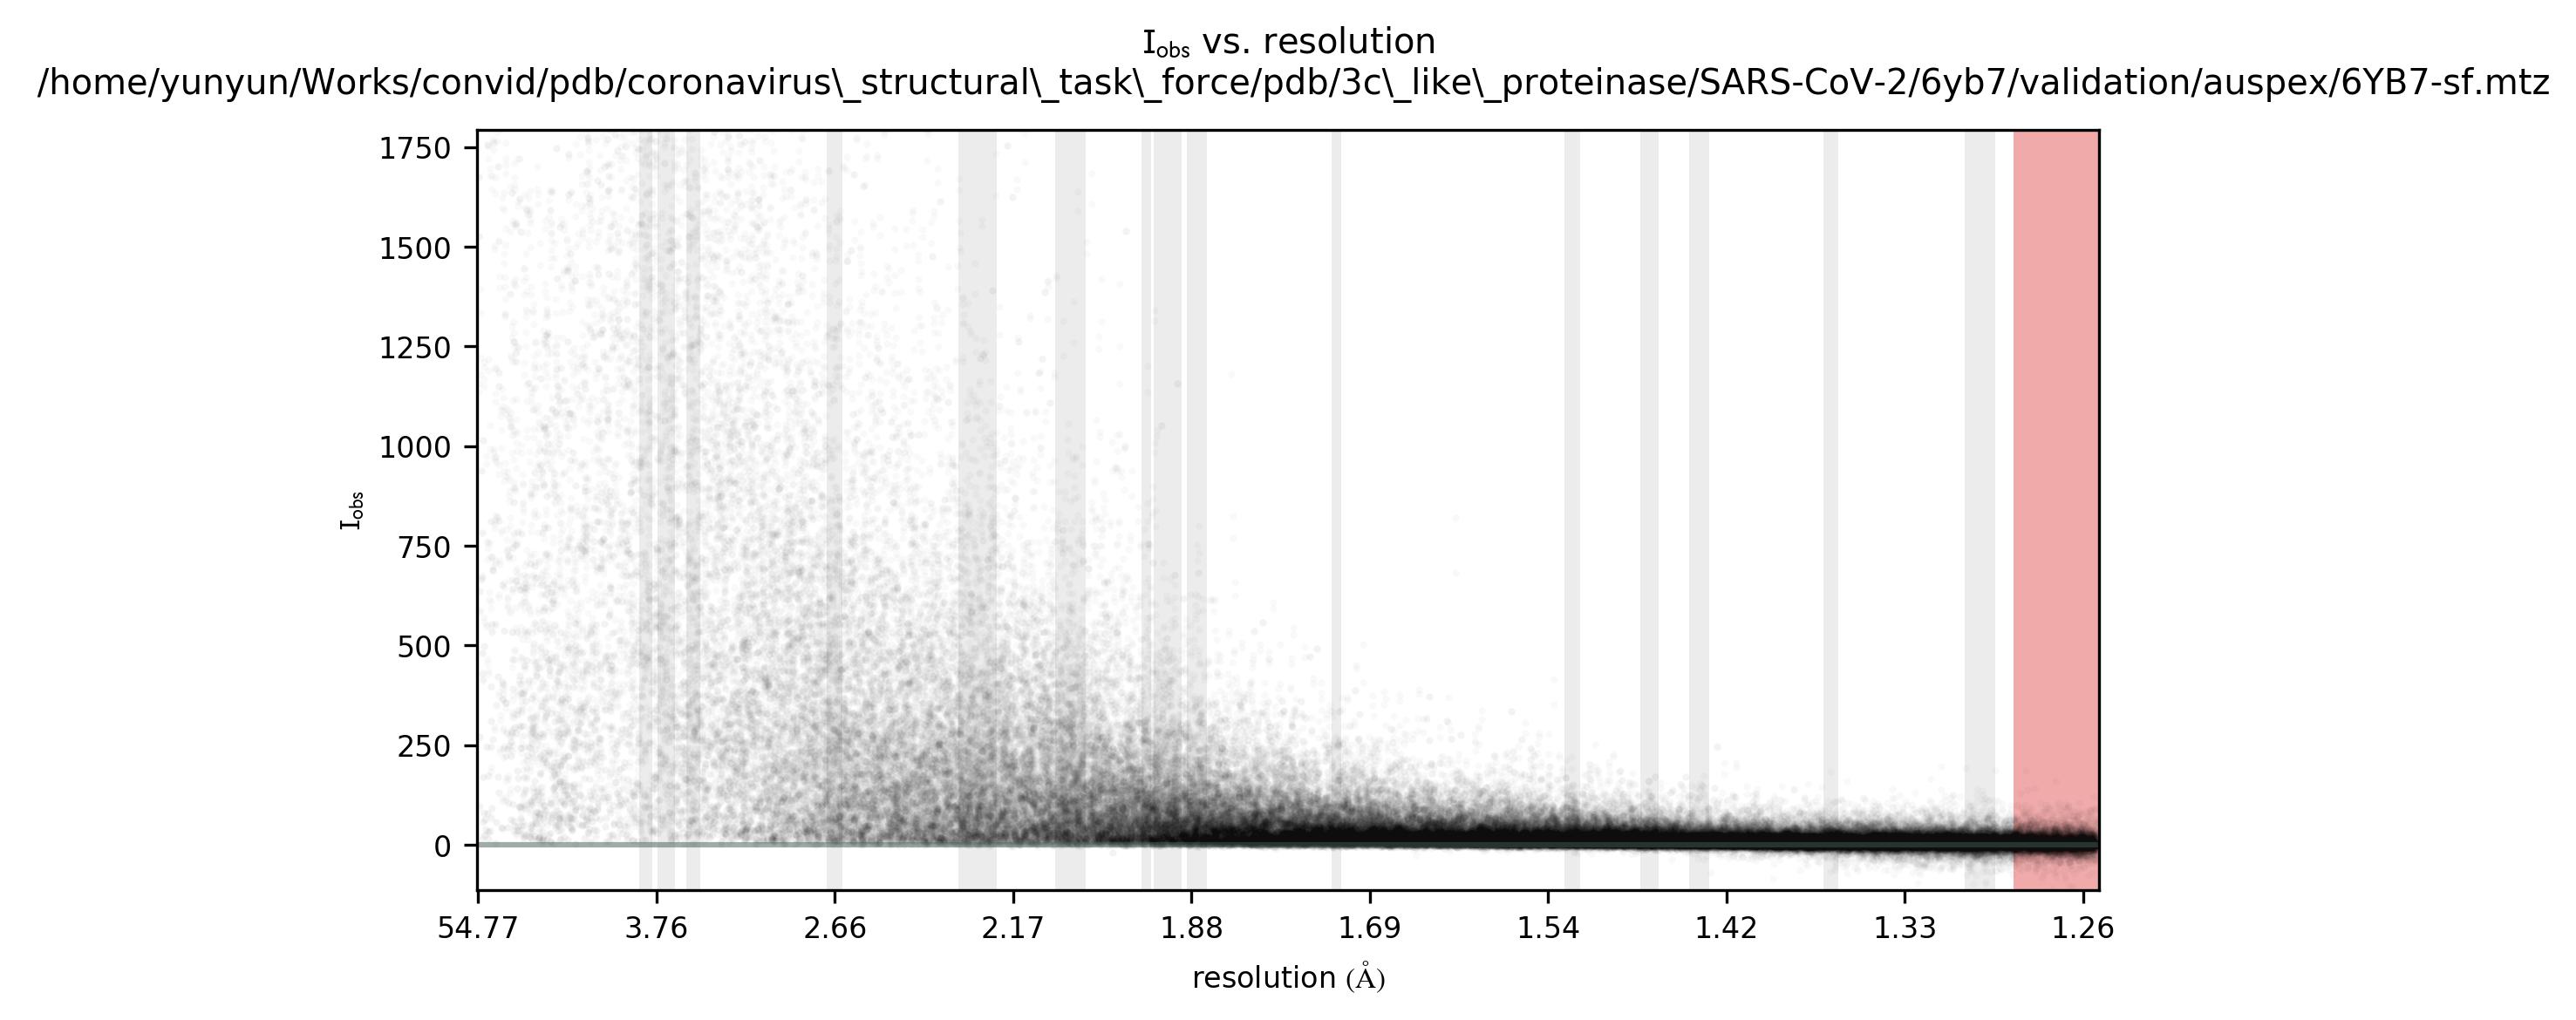 Iobs vs. resolution
/home/yunyun/Works/convid/pdb/coronavirus\_structural\_task\_force/pdb/3c\_like\_proteinase/SARS-CoV-2/6yb7/validation/auspex/6YB7-sf.mtz
1750
1500
1250
1000
750
500
250
0
Iobs
54.77 3.76 2.66 2.17 1.88 1.69 1.54 1.42 1.33 1.26
resolution (Å)